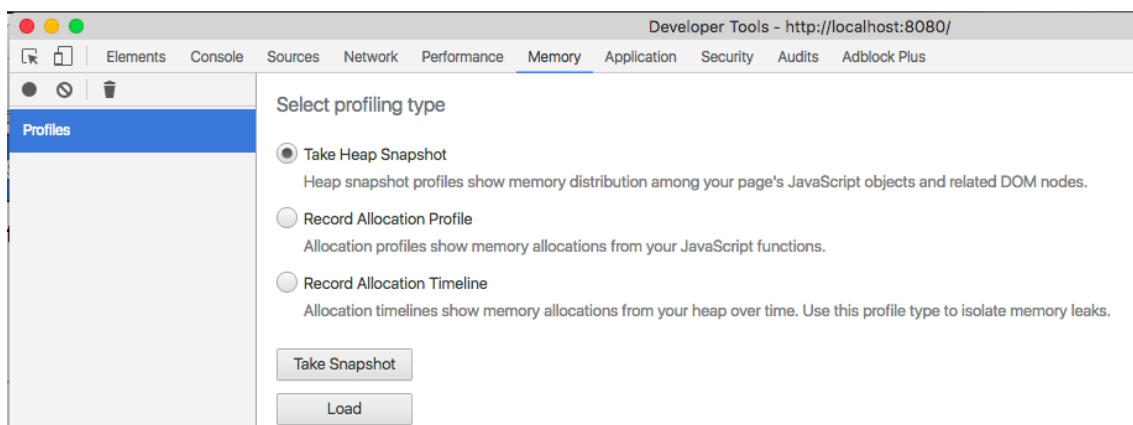 Developer Tools - http://localhost:8080/
Elements Console Sources Network Performance Memory Application Security Audits Adblock Plus
Profiles
Select profiling type
Take Heap Snapshot
Heap snapshot profiles show memory distribution among your page's JavaScript objects and related DOM nodes.
Record Allocation Profile
Allocation profiles show memory allocations from your JavaScript functions.
Record Allocation Timeline
Allocation timelines show memory allocations from your heap over time. Use this profile type to isolate memory leaks.
Take Snapshot
Load